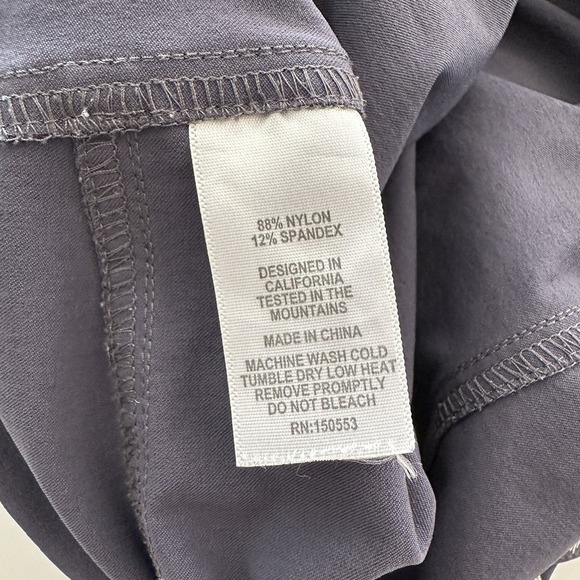 88% NYLON
12% SPANDEX
DESIGNED IN
CALIFORNIA
TESTED IN THE
MOUNTAINS
MADE IN CHINA
MACHINE WASH COLD
TUMBLE DRY LOW HEAT
REMOVE PROMPTLY
DO NOT BLEACH
RN:150553